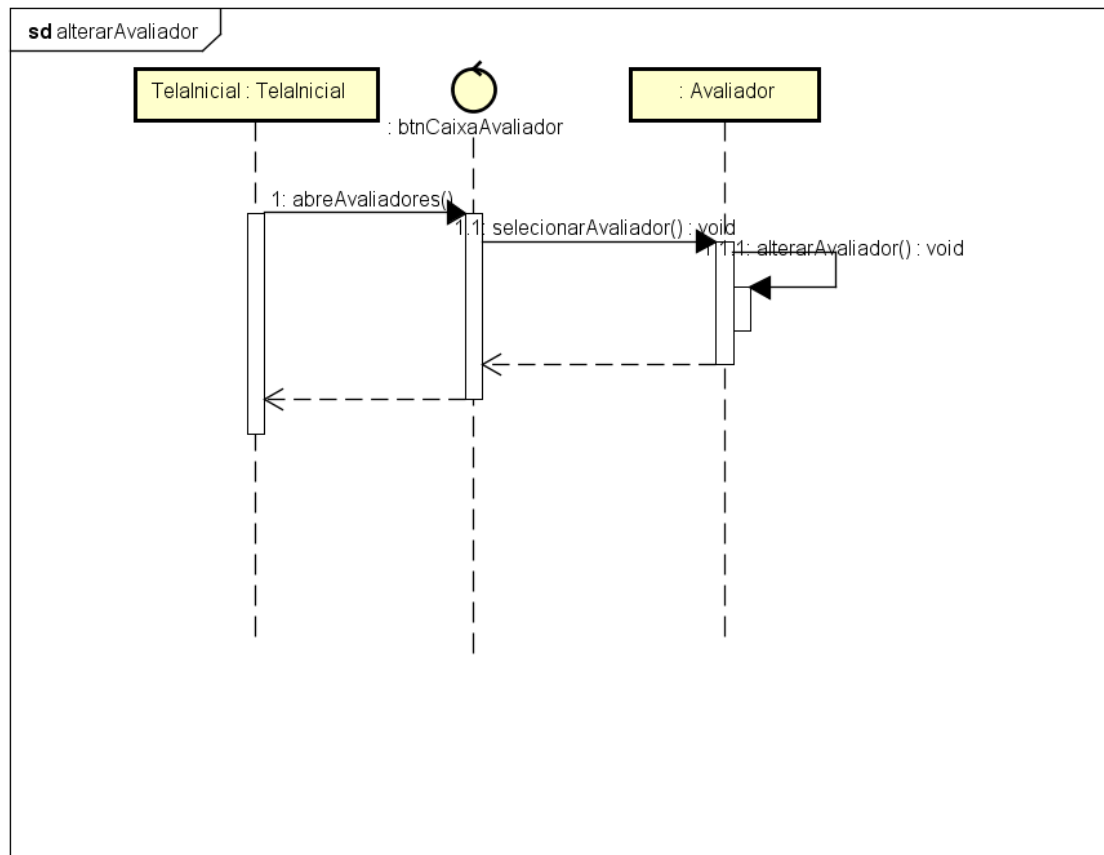 sd alterarAvaliador
TelaInicial : TelaInicial
: btnCaixaAvaliador
: Avaliador
1: abreAvaliadores()
1.1: selecionarAvaliador() : void
1.1.1: alterarAvaliador() : void